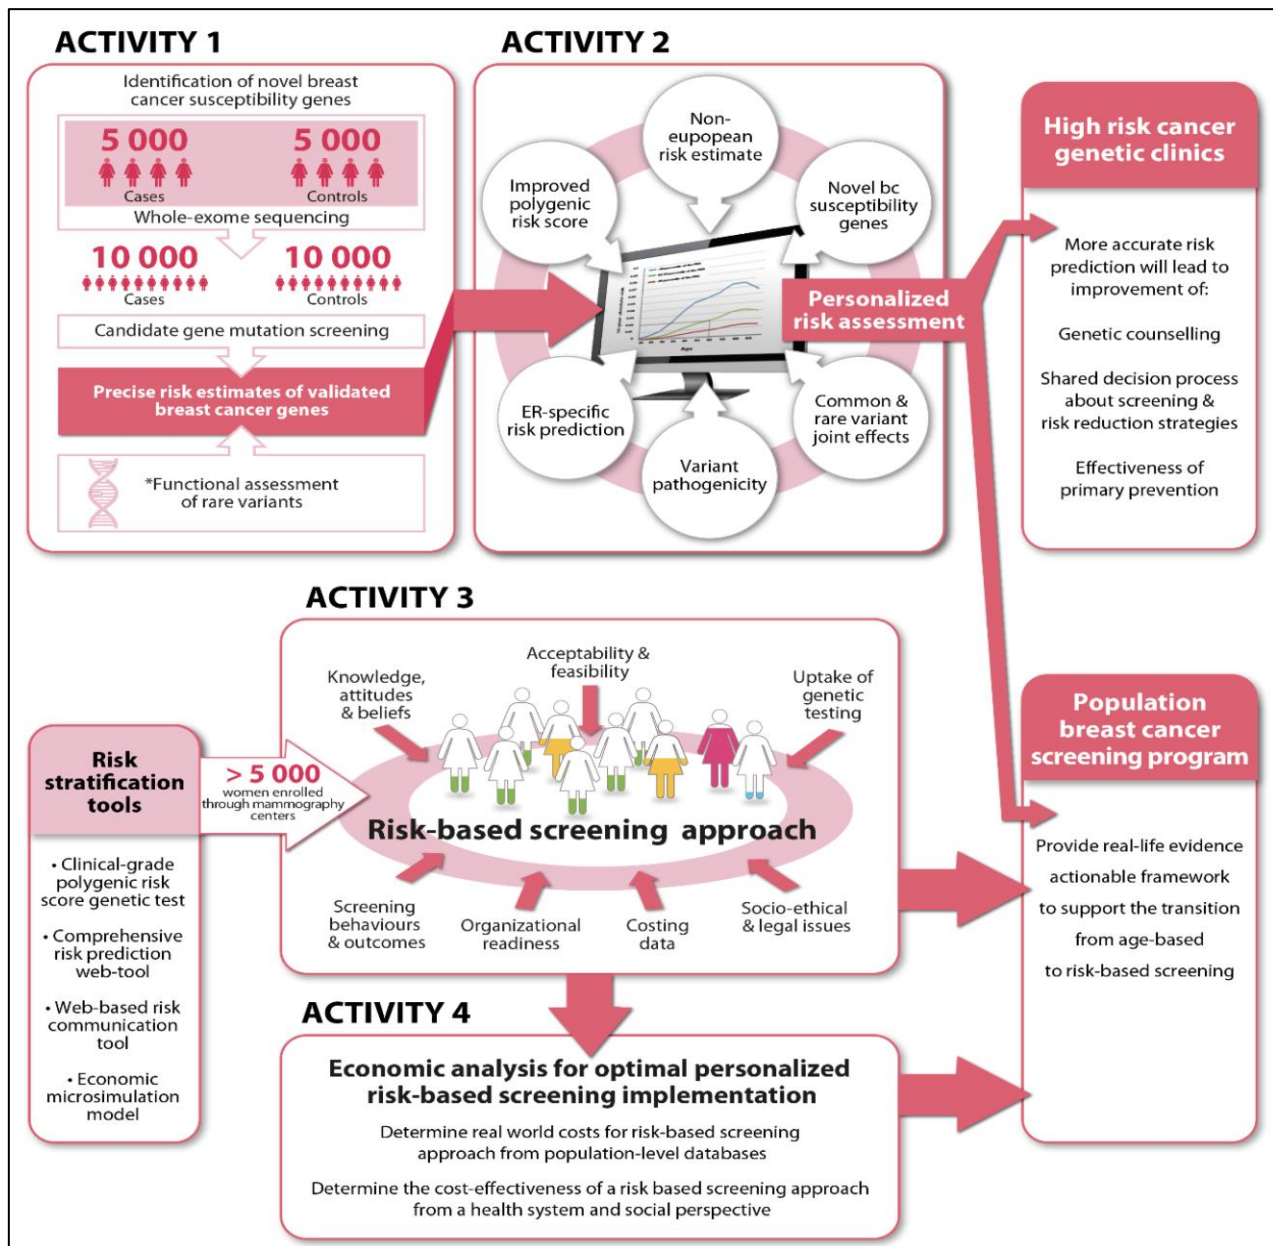 ACTIVITY 1
Identification of novel breast
cancer susceptibility genes
5 000
Cases
5 000
Controls
Whole-exome sequencing
10 000
Cases
10 000
Controls
Candidate gene mutation screening
Precise risk estimates of validated
breast cancer genes
*Functional assessment
of rare variants
ACTIVITY 2
Non-
eupopean
risk estimate
Improved
polygenic
risk score
Novel bc
susceptibility
genes
Personalized
risk assessment
ER-specific
risk prediction
Common &
rare variant
joint effects
Variant
pathogenicity
Age
High risk cancer
genetic clinics
More accurate risk
prediction will lead to
improvement of:
Genetic counselling
Shared decision process
about screening &
risk reduction strategies
Effectiveness of
primary prevention
ACTIVITY 3
Knowledge,
attitudes
& beliefs
Acceptability &
feasibility
Uptake of
genetic
testing
Risk-based screening approach
Screening
behaviours
& outcomes
Organizational
readiness
Costing
data
Socio-ethical
& legal issues
Risk
stratification
tools
> 5 000
women enrolled
through mammography
centers
• Clinical-grade
polygenic risk
score genetic test
• Comprehensive
risk prediction
web-tool
• Web-based risk
communication
tool
• Economic
microsimulation
model
Population
breast cancer
screening program
Provide real-life evidence
actionable framework
to support the transition
from age-based
to risk-based screening
ACTIVITY 4
Economic analysis for optimal personalized
risk-based screening implementation
Determine real world costs for risk-based screening
approach from population-level databases
Determine the cost-effectiveness of a risk based screening approach
from a health system and social perspective